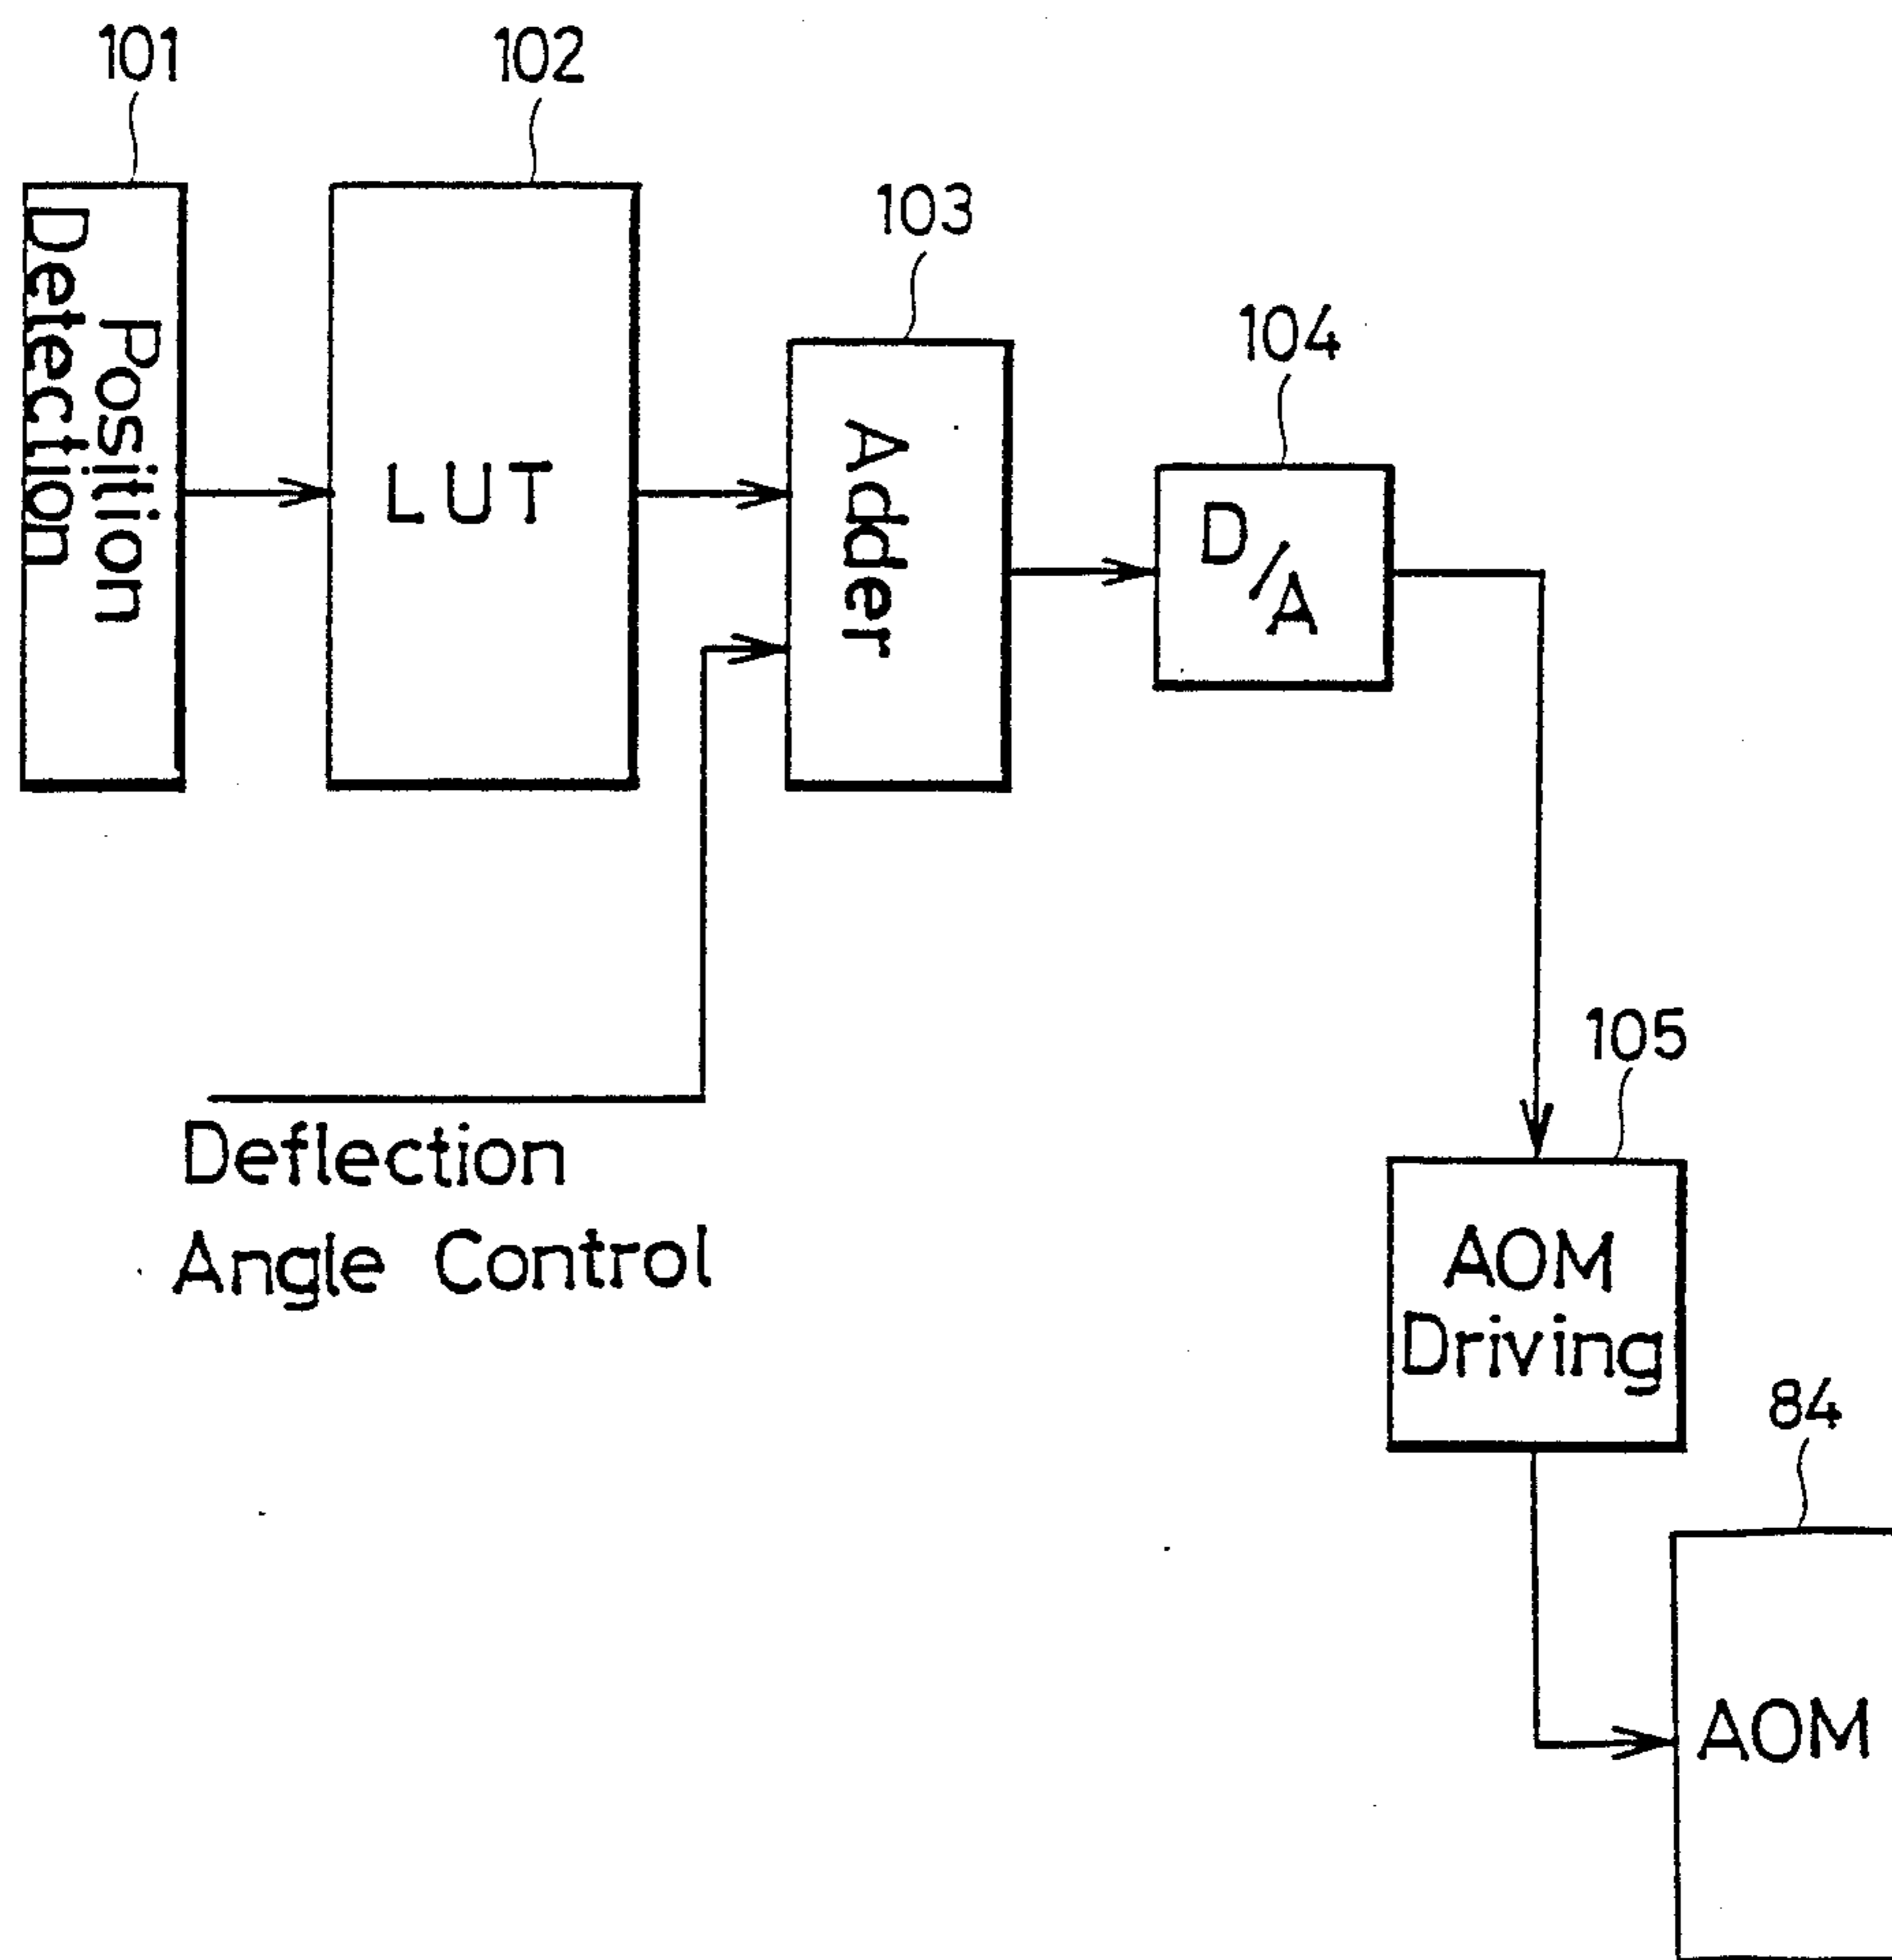 101
102
103
104
Position
Detection
LUT
Adder
D/A
Deflection
Angle Control
105
AOM
Driving
84
AOM